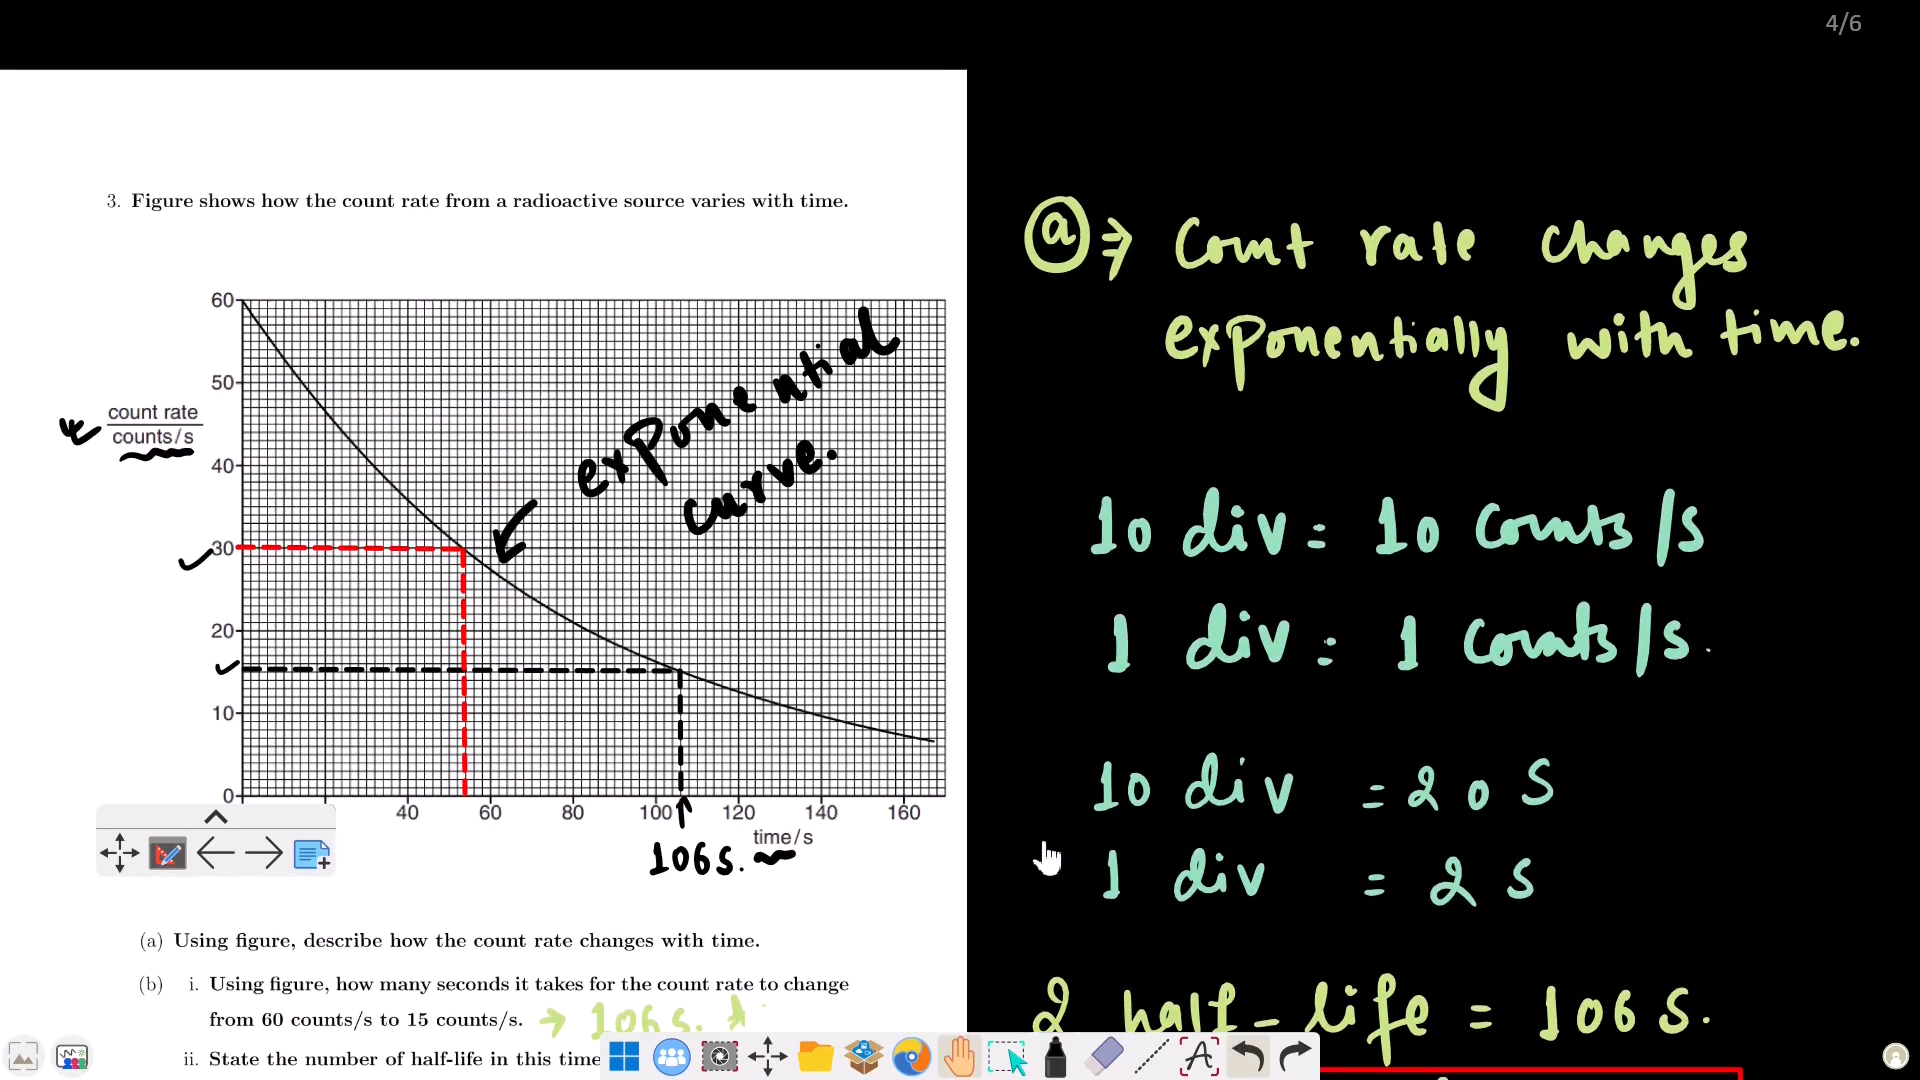 4/6
3. Figure shows how the count rate from a radioactive source varies with time.
60
50
count rate
counts/s
40
30
20
10
0
40 60 80 100 120 140 160
time/s
exponential
curve.
106 s.
(a) Using figure, describe how the count rate changes with time.
(b) i. Using figure, how many seconds it takes for the count rate to change
from 60 counts/s to 15 counts/s. → 106 s.
ii. State the number of half-life in this time
a ⇒ Count rate changes
exponentially with time.
10 div = 10 counts/s
1 div = 1 counts/s.
10 div = 20 s
1 div = 2 s
2 half-life = 106 s.